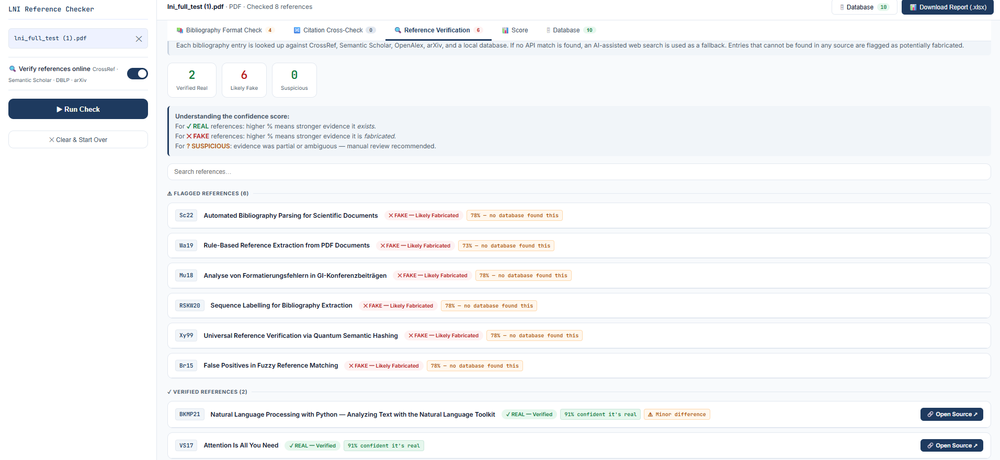 LNI Reference Checker
lni_full_test (1).pdf
Verify references online CrossRef ·
Semantic Scholar · DBLP · arXiv
▶ Run Check
✕ Clear & Start Over
lni_full_test (1).pdf · PDF · Checked 8 references
Database 10
Download Report (.xlsx)
Bibliography Format Check 4
Citation Cross-Check 0
Reference Verification 6
Score
Database 10
Each bibliography entry is looked up against CrossRef, Semantic Scholar, OpenAlex, arXiv, and a local database. If no API match is found, an AI-assisted web search is used as a fallback. Entries that cannot be found in any source are flagged as potentially fabricated.
2
Verified Real
6
Likely Fake
0
Suspicious
Understanding the confidence score:
For ✓ REAL references: higher % means stronger evidence it exists.
For ✕ FAKE references: higher % means stronger evidence it is fabricated.
For ? SUSPICIOUS: evidence was partial or ambiguous — manual review recommended.
Search references...
⚠ FLAGGED REFERENCES (6)
Sc22 Automated Bibliography Parsing for Scientific Documents ✕ FAKE — Likely Fabricated 78% — no database found this
Wa19 Rule-Based Reference Extraction from PDF Documents ✕ FAKE — Likely Fabricated 73% — no database found this
Mu18 Analyse von Formatierungsfehlern in GI-Konferenzbeiträgen ✕ FAKE — Likely Fabricated 78% — no database found this
RSKW20 Sequence Labelling for Bibliography Extraction ✕ FAKE — Likely Fabricated 78% — no database found this
Xy99 Universal Reference Verification via Quantum Semantic Hashing ✕ FAKE — Likely Fabricated 78% — no database found this
Br15 False Positives in Fuzzy Reference Matching ✕ FAKE — Likely Fabricated 78% — no database found this
✓ VERIFIED REFERENCES (2)
BKMP21 Natural Language Processing with Python — Analyzing Text with the Natural Language Toolkit ✓ REAL — Verified 91% confident it's real ⚠ Minor difference Open Source ↗
VS17 Attention Is All You Need ✓ REAL — Verified 91% confident it's real Open Source ↗